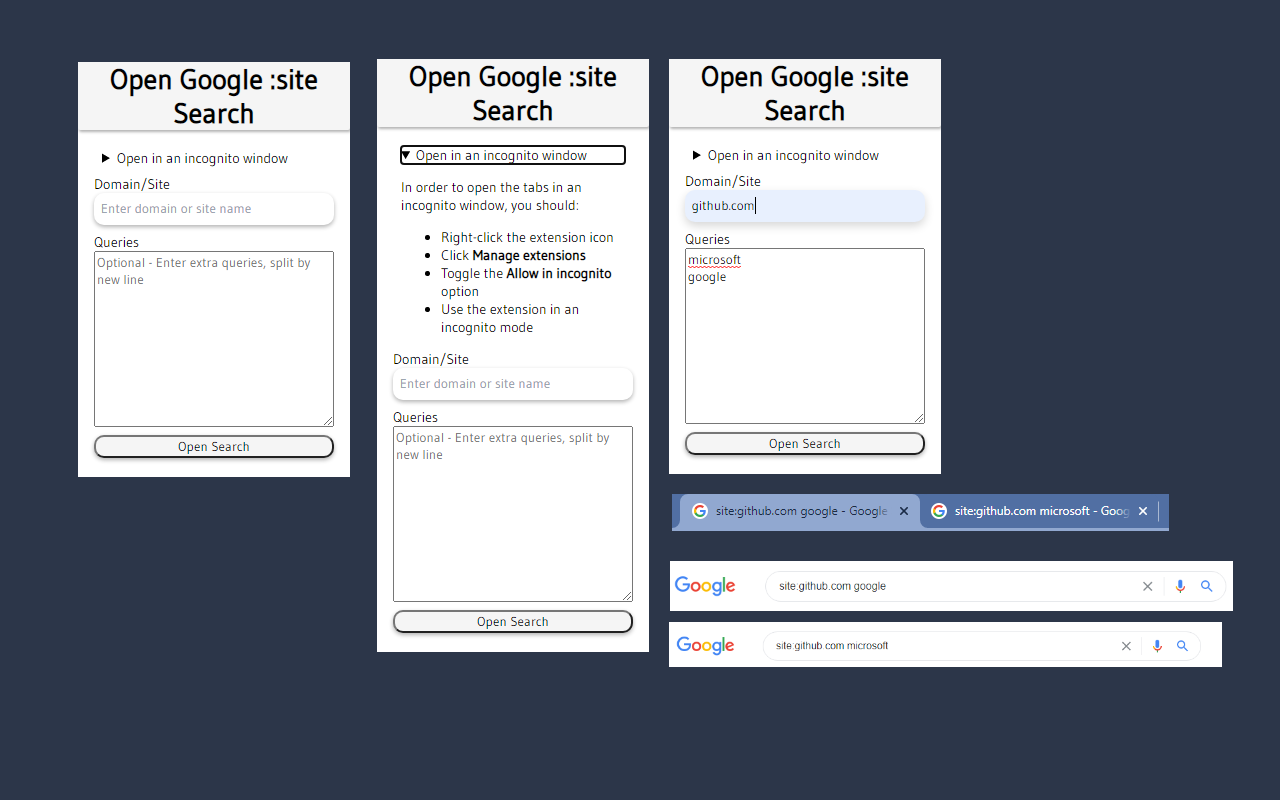 Open Google :site
Search
Open in an incognito window
Domain/Site
Enter domain or site name
Queries
Optional - Enter extra queries, split by
new line
Open Search
Open Google :site
Search
Open in an incognito window
In order to open the tabs in an
incognito window, you should:
Right-click the extension icon
Click Manage extensions
Toggle the Allow in incognito
option
Use the extension in an
incognito mode
Domain/Site
Enter domain or site name
Queries
Optional - Enter extra queries, split by
new line
Open Search
Open Google :site
Search
Open in an incognito window
Domain/Site
github.com
Queries
microsoft
google
Open Search
site:github.com google - Google
site:github.com microsoft - Goog
Google
site:github.com google
Google
site:github.com microsoft